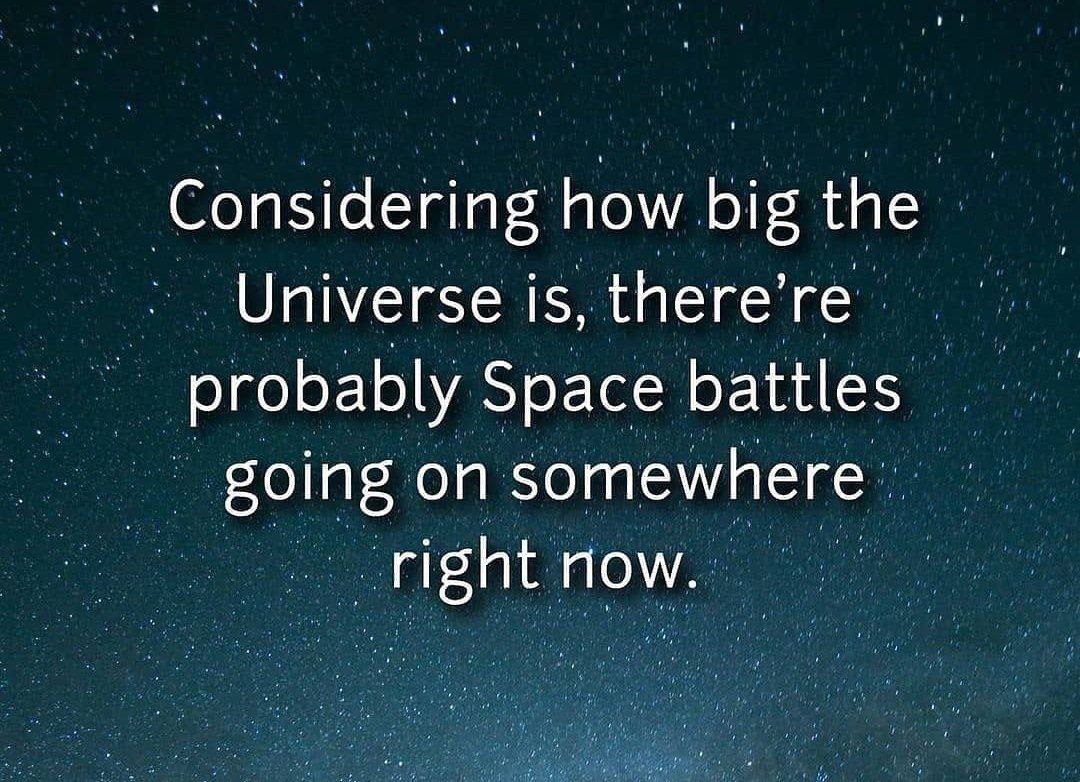 Considering how big the
Universe is, there’re
probably Space battles
going on somewhere
right now.